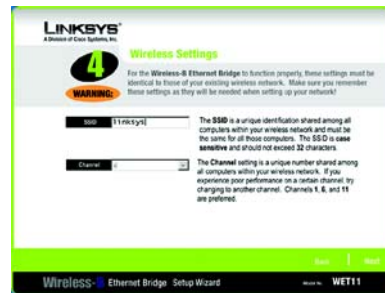 LINKSYS®
A Division of Cisco Systems, Inc.
4
WARNING:
Wireless Settings
For the Wireless-B Ethernet Bridge to function properly, these settings must be
identical to those of your existing wireless network. Make sure you remember
these settings as they will be needed when setting up your network!
SSID
linksys
The SSID is a unique identification shared among all
computers within your wireless network and must be
the same for all those computers. The SSID is case
sensitive and should not exceed 32 characters.
Channel
The Channel setting is a unique number shared among
all computers within your wireless network. If you
experience poor performance on a certain channel, try
changing to another channel. Channels 1, 6, and 11
are preferred.
Back
Next
Wireless-B Ethernet Bridge Setup Wizard
Model No. WET11